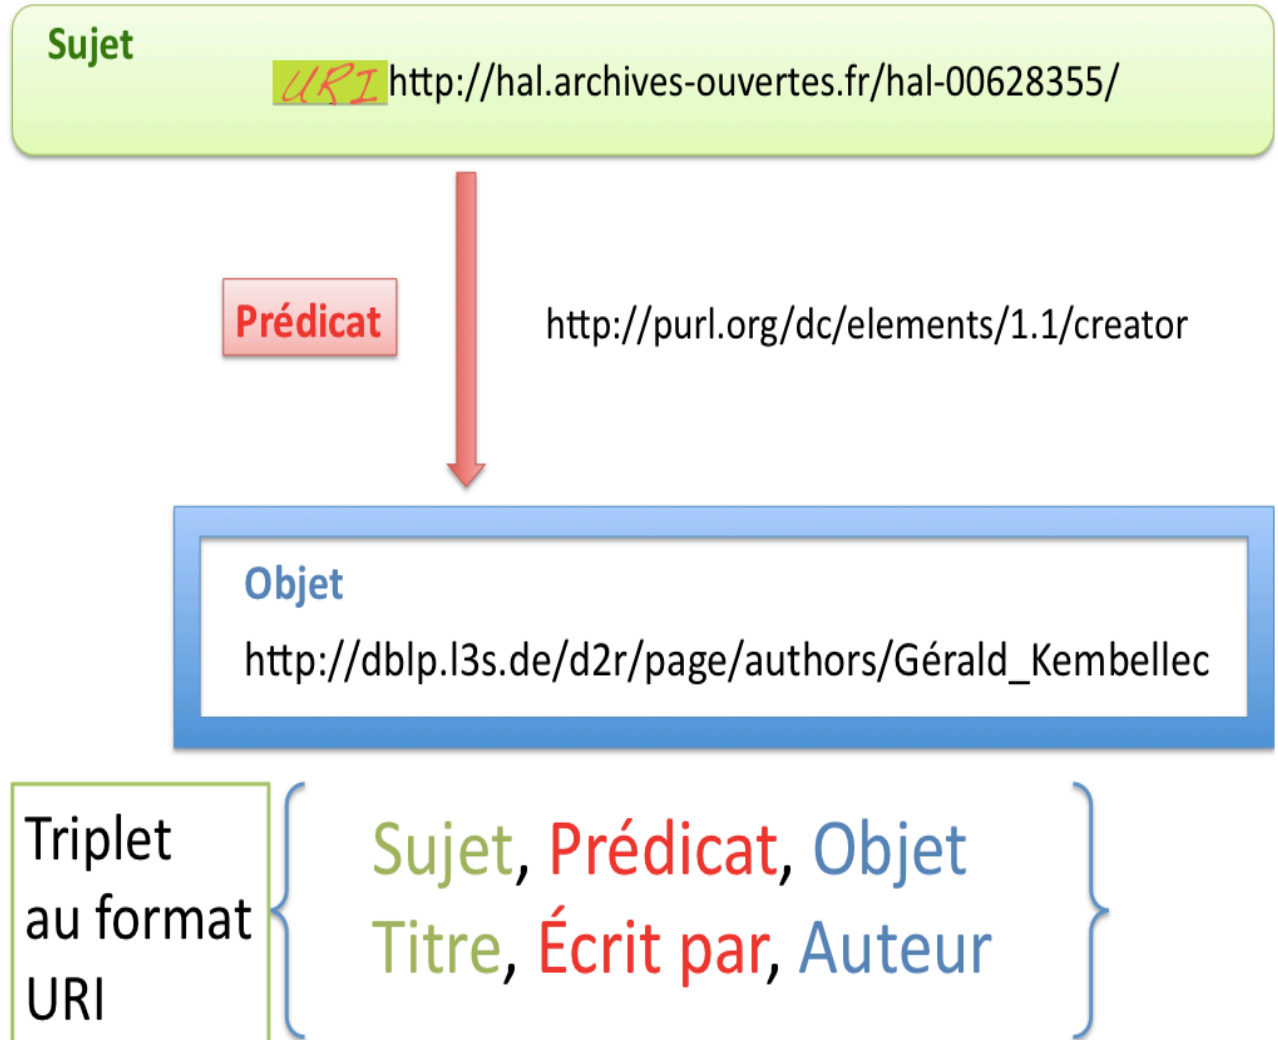 Sujet
URI http://hal.archives-ouvertes.fr/hal-00628355/
Prédicat
http://purl.org/dc/elements/1.1/creator
Objet
http://dblp.l3s.de/d2r/page/authors/Gérald_Kembellec
Triplet
au format
URI
Sujet, Prédicat, Objet
Titre, Écrit par, Auteur